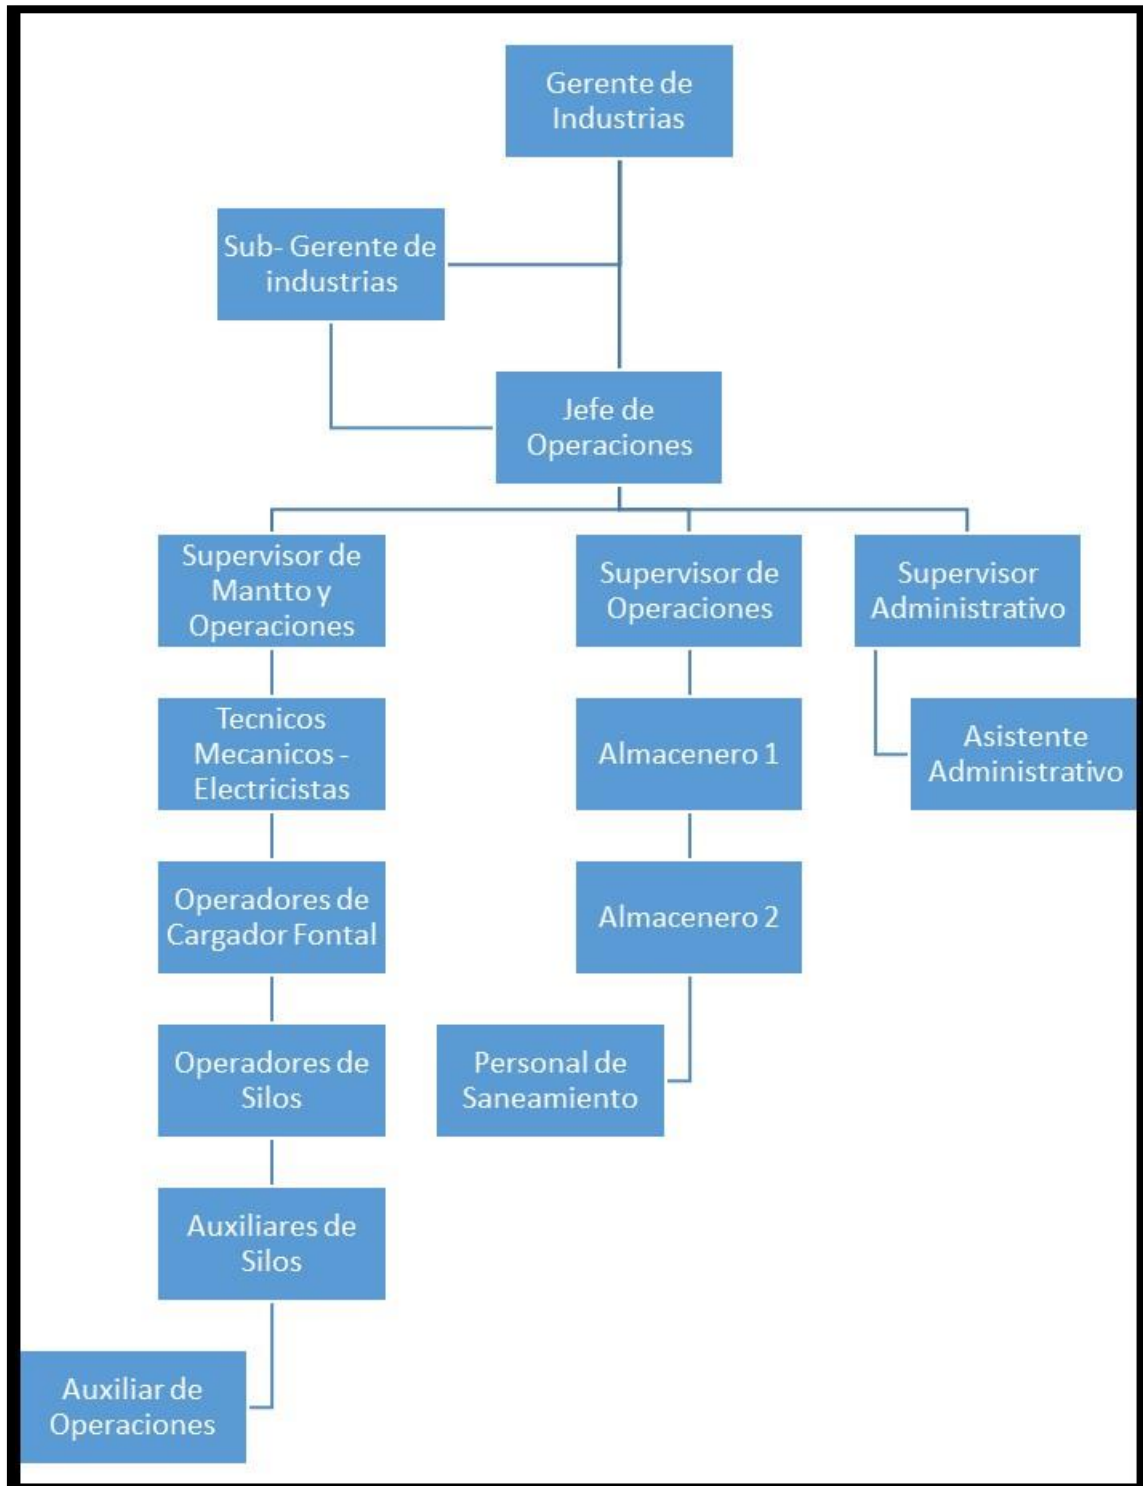 Gerente de
Industrias
Sub- Gerente de
industrias
Jefe de
Operaciones
Supervisor de
Mantto y
Operaciones
Supervisor de
Operaciones
Supervisor
Administrativo
Tecnicos
Mecanicos -
Electricistas
Almacenero 1
Asistente
Administrativo
Operadores de
Cargador Fontal
Almacenero 2
Operadores de
Silos
Personal de
Saneamiento
Auxiliares de
Silos
Auxiliar de
Operaciones